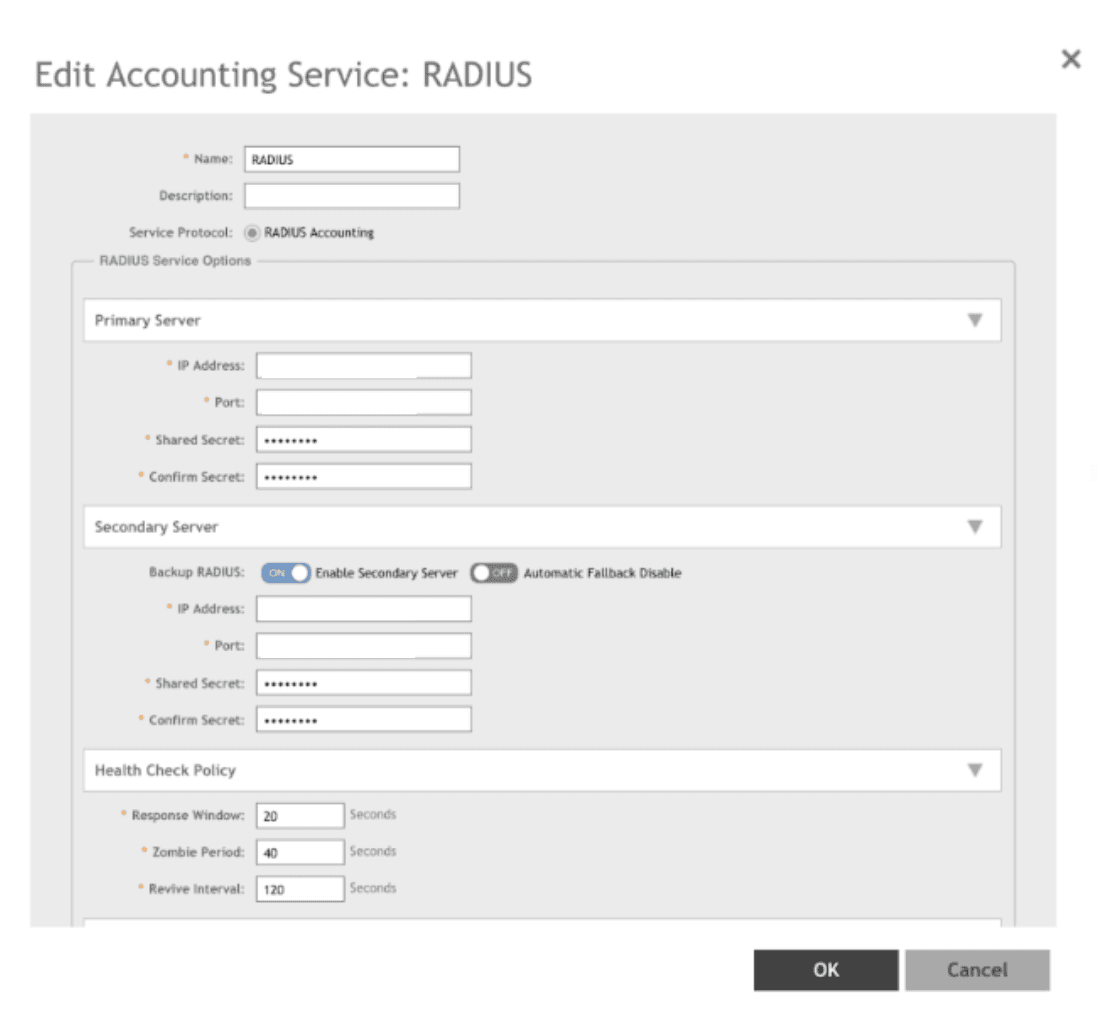 Edit Accounting Service: RADIUS
* Name: RADIUS
Description:
Service Protocol: RADIUS Accounting
RADIUS Service Options
Primary Server
* IP Address:
* Port:
* Shared Secret: ••••••••
* Confirm Secret: ••••••••
Secondary Server
Backup RADIUS: ON Enable Secondary Server OFF Automatic Fallback Disable
* IP Address:
* Port:
* Shared Secret: ••••••••
* Confirm Secret: ••••••••
Health Check Policy
* Response Window: 20 Seconds
* Zombie Period: 40 Seconds
* Revive Interval: 120 Seconds
OK Cancel